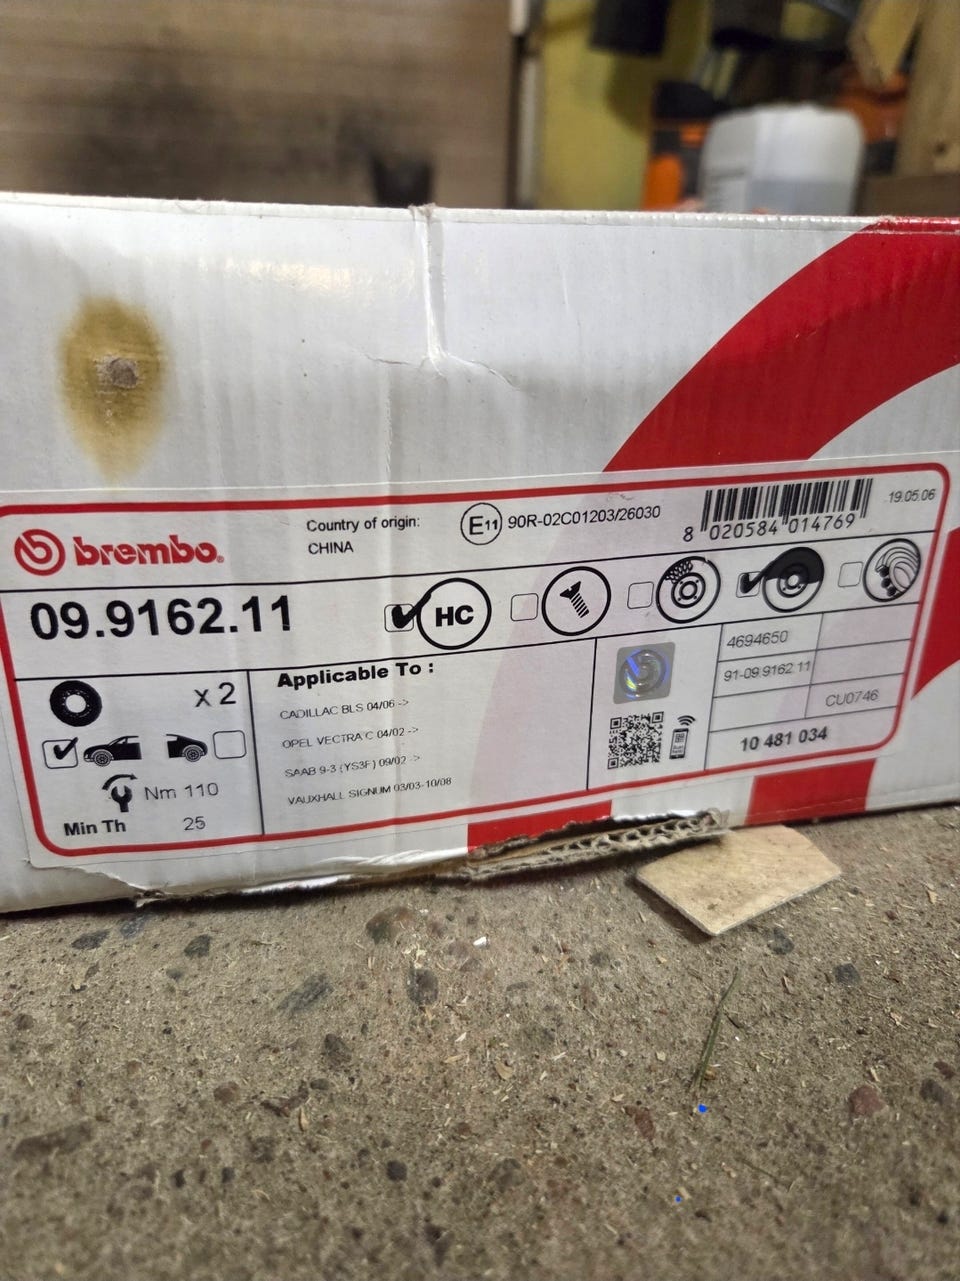 brembo
Country of origin:
CHINA
E11 90R-02C01203/26030
8 020584 014769
19.05.06
09.9162.11
HC
x 2
Nm 110
Min Th 25
Applicable To :
CADILLAC BLS 04/06 ->
OPEL VECTRA C 04/02 ->
SAAB 9-3 (YS3F) 09/02 ->
VAUXHALL SIGNUM 03/03-10/08
4694650
91-09.9162.11
CU0746
10 481 034